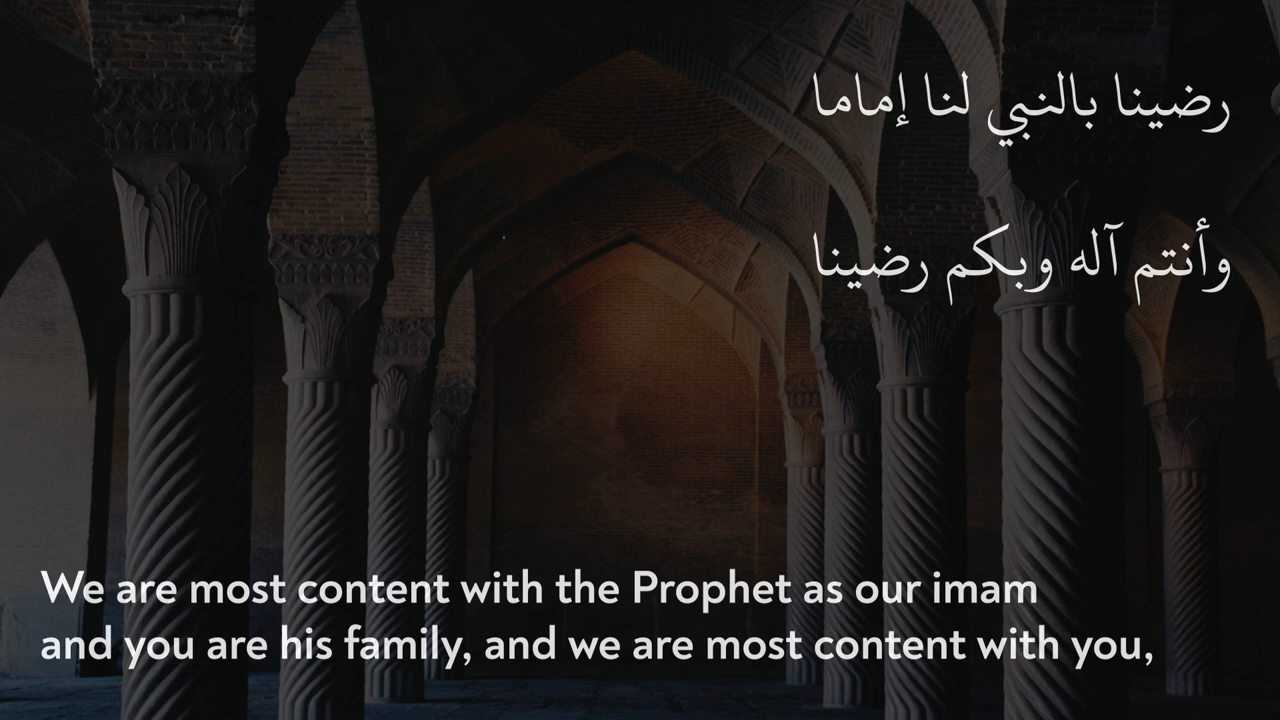 رضينا بالنبي لنا إماما
وأنتم آله وبكم رضينا
We are most content with the Prophet as our imam
and you are his family, and we are most content with you,